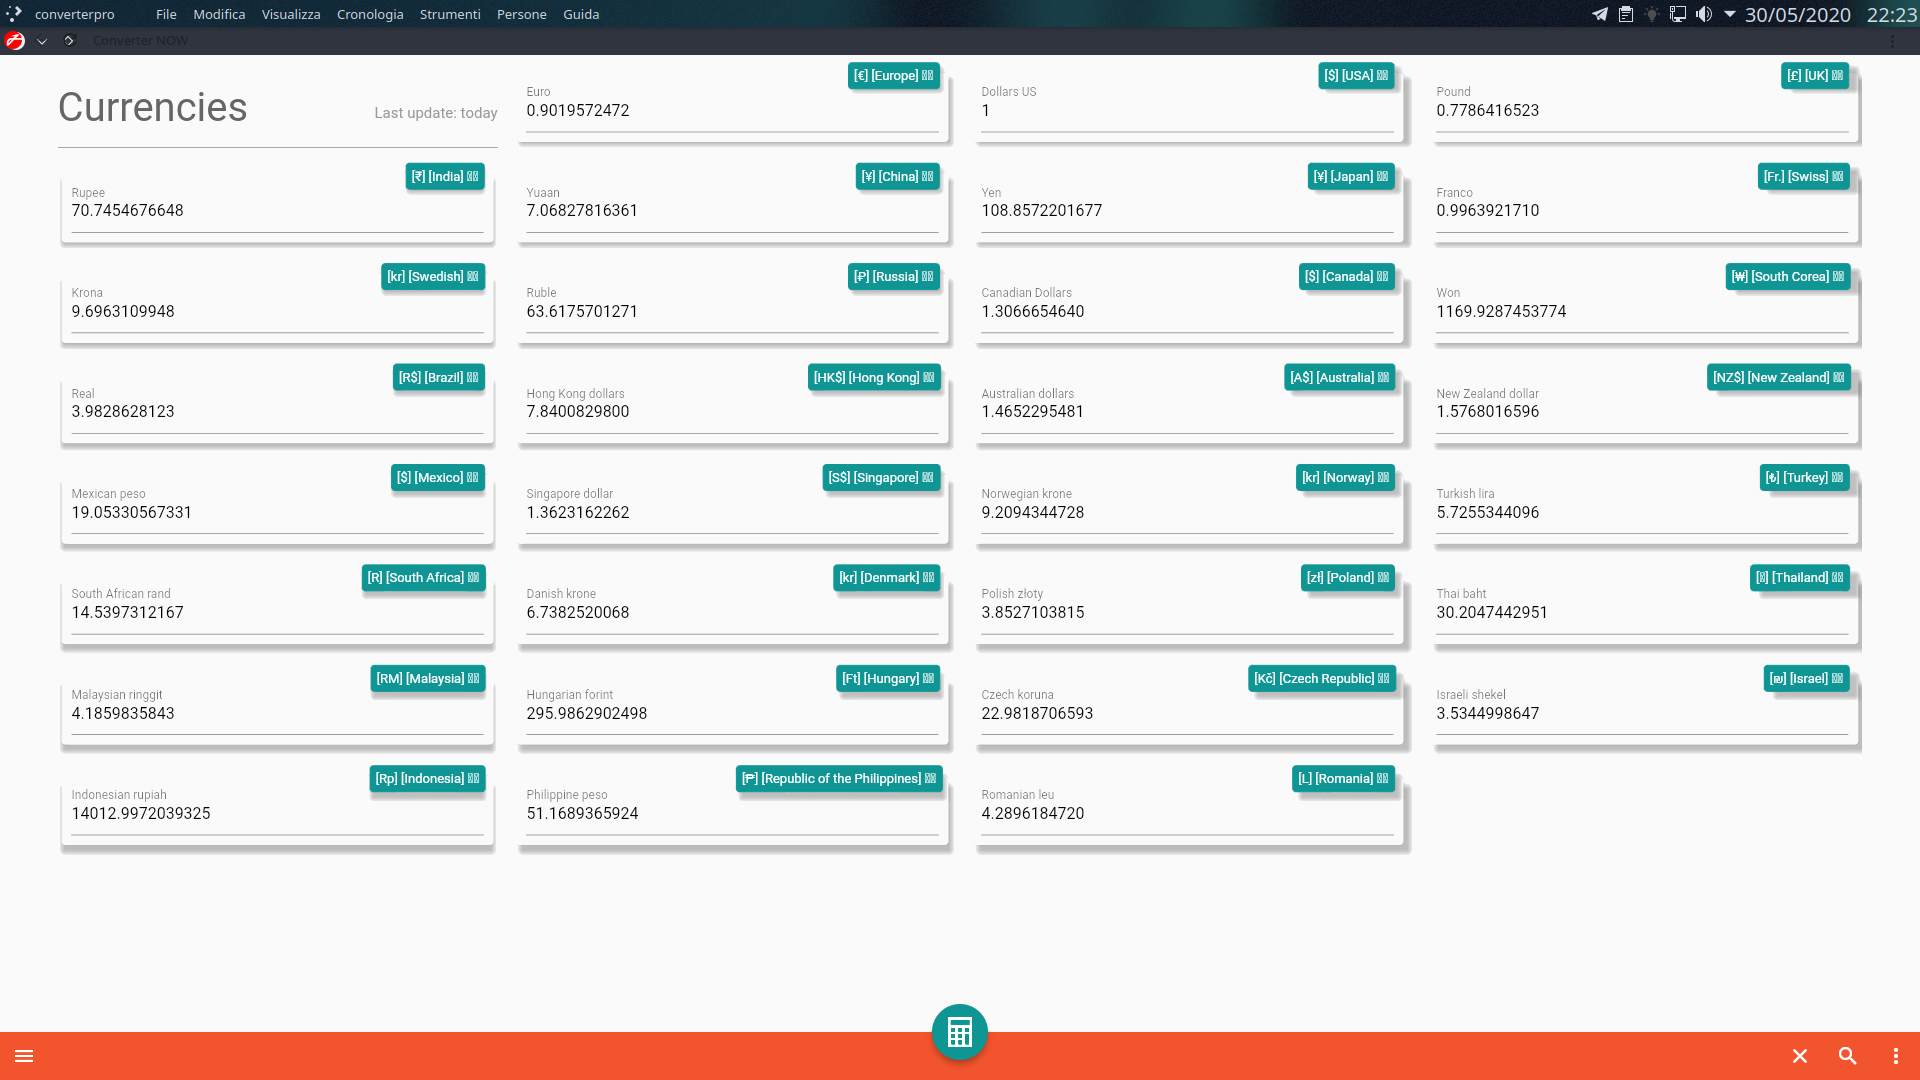 converterpro File Modifica Visualizza Cronologia Strumenti Persone Guida 30/05/2020 22:23
Converter NOW
Currencies
Last update: today
[€] [Europe]
Euro
0.9019572472
[$] [USA]
Dollars US
1
[£] [UK]
Pound
0.7786416523
[₹] [India]
Rupee
70.7454676648
[¥] [China]
Yuaan
7.06827816361
[¥] [Japan]
Yen
108.8572201677
[Fr.] [Swiss]
Franco
0.9963921710
[kr] [Swedish]
Krona
9.6963109948
[₽] [Russia]
Ruble
63.6175701271
[$] [Canada]
Canadian Dollars
1.3066654640
[₩] [South Corea]
Won
1169.9287453774
[R$] [Brazil]
Real
3.9828628123
[HK$] [Hong Kong]
Hong Kong dollars
7.8400829800
[A$] [Australia]
Australian dollars
1.4652295481
[NZ$] [New Zealand]
New Zealand dollar
1.5768016596
[$] [Mexico]
Mexican peso
19.05330567331
[S$] [Singapore]
Singapore dollar
1.3623162262
[kr] [Norway]
Norwegian krone
9.2094344728
[₺] [Turkey]
Turkish lira
5.7255344096
[R] [South Africa]
South African rand
14.5397312167
[kr] [Denmark]
Danish krone
6.7382520068
[zł] [Poland]
Polish złoty
3.8527103815
[Thailand]
Thai baht
30.2047442951
[RM] [Malaysia]
Malaysian ringgit
4.1859835843
[Ft] [Hungary]
Hungarian forint
295.9862902498
[Kč] [Czech Republic]
Czech koruna
22.9818706593
[₪] [Israel]
Israeli shekel
3.5344998647
[Rp] [Indonesia]
Indonesian rupiah
14012.9972039325
[₱] [Republic of the Philippines]
Philippine peso
51.1689365924
[L] [Romania]
Romanian leu
4.2896184720